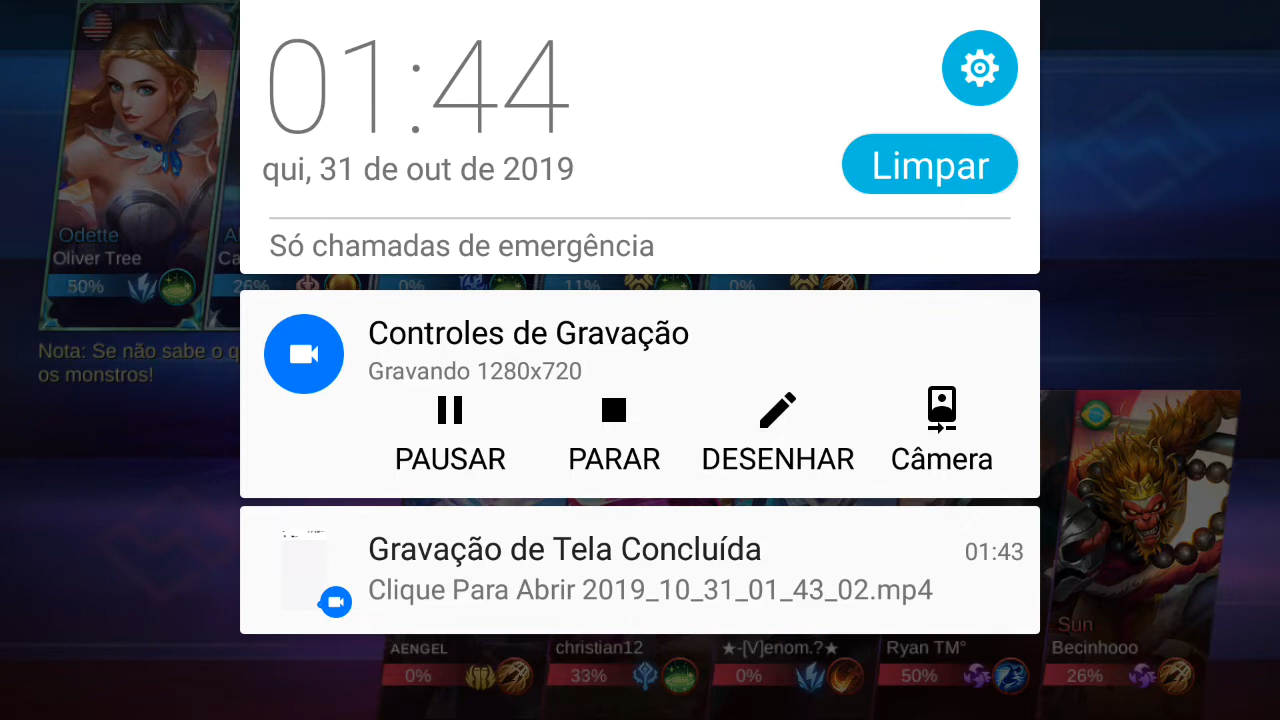 01:44
qui, 31 de out de 2019
Limpar
Só chamadas de emergência
Odette
Oliver Tree
Ca
50%
26%
0%
11%
0%
Nota: Se não sabe o q
os monstros!
Controles de Gravação
Gravando 1280x720
PAUSAR
PARAR
DESENHAR
Câmera
Gravação de Tela Concluída
01:43
Clique Para Abrir 2019_10_31_01_43_02.mp4
Sun
AENGEL
christian12
★-[V]enom.?★
Ryan TM°
Becinhooo
0%
33%
0%
50%
26%